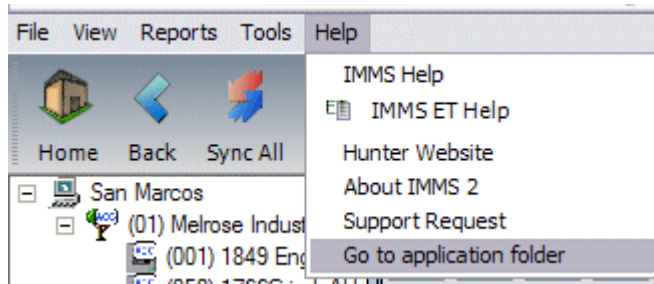 File View Reports Tools Help
IMMS Help
IMMS ET Help
Hunter Website
About IMMS 2
Support Request
Go to application folder
Home Back Sync All
San Marcos
(01) Melrose Indust
(001) 1849 Eng